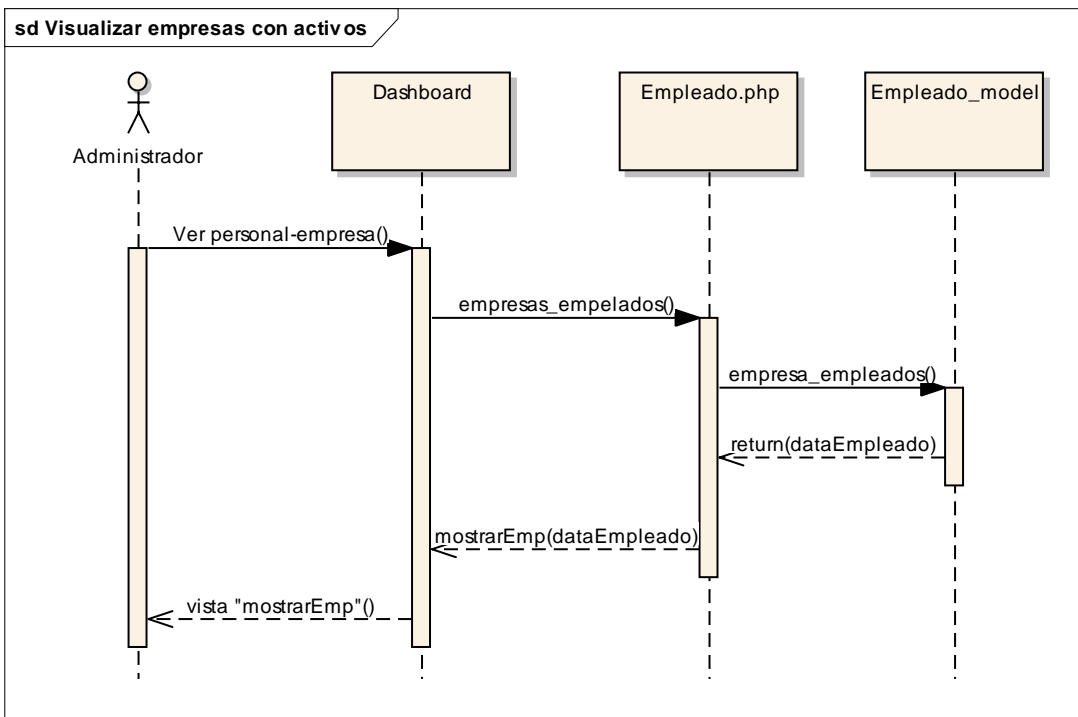 sd Visualizar empresas con activos
Administrador
Dashboard
Empleado.php
Empleado_model
Ver personal-empresa()
empresas_empelados()
empresa_empleados()
return(dataEmpleado)
mostrarEmp(dataEmpleado)
vista "mostrarEmp"()